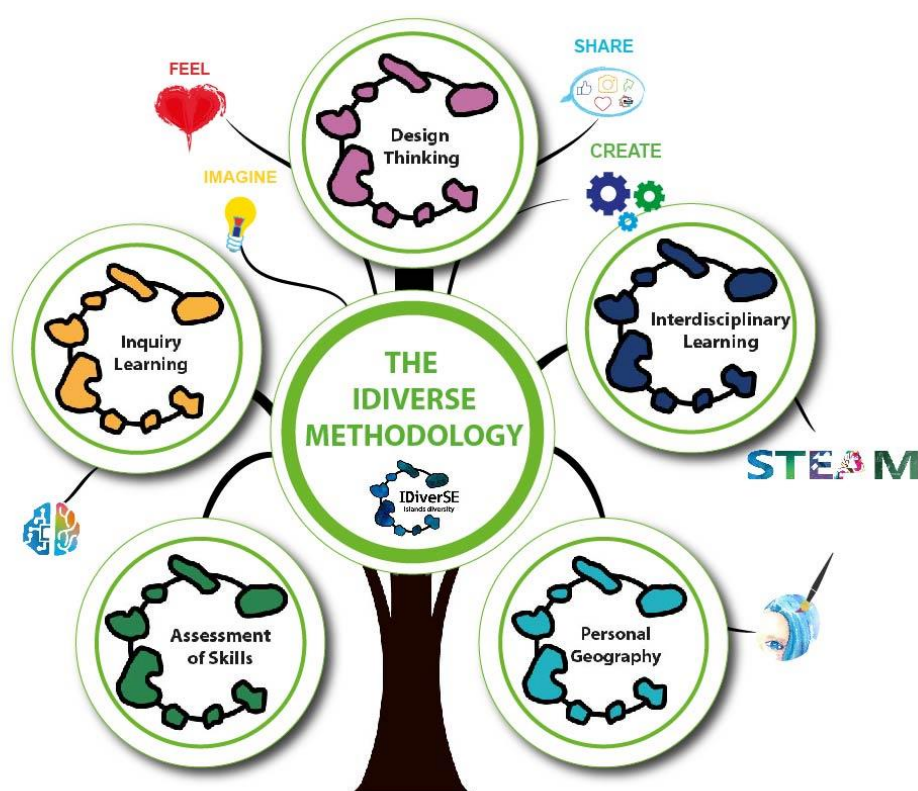 FEEL
SHARE
Design
Thinking
CREATE
IMAGINE
Inquiry
Learning
Interdisciplinary
Learning
THE
IDIVERSE
METHODOLOGY
IDiverSE
islands diversity
STEAM
Assessment
of Skills
Personal
Geography